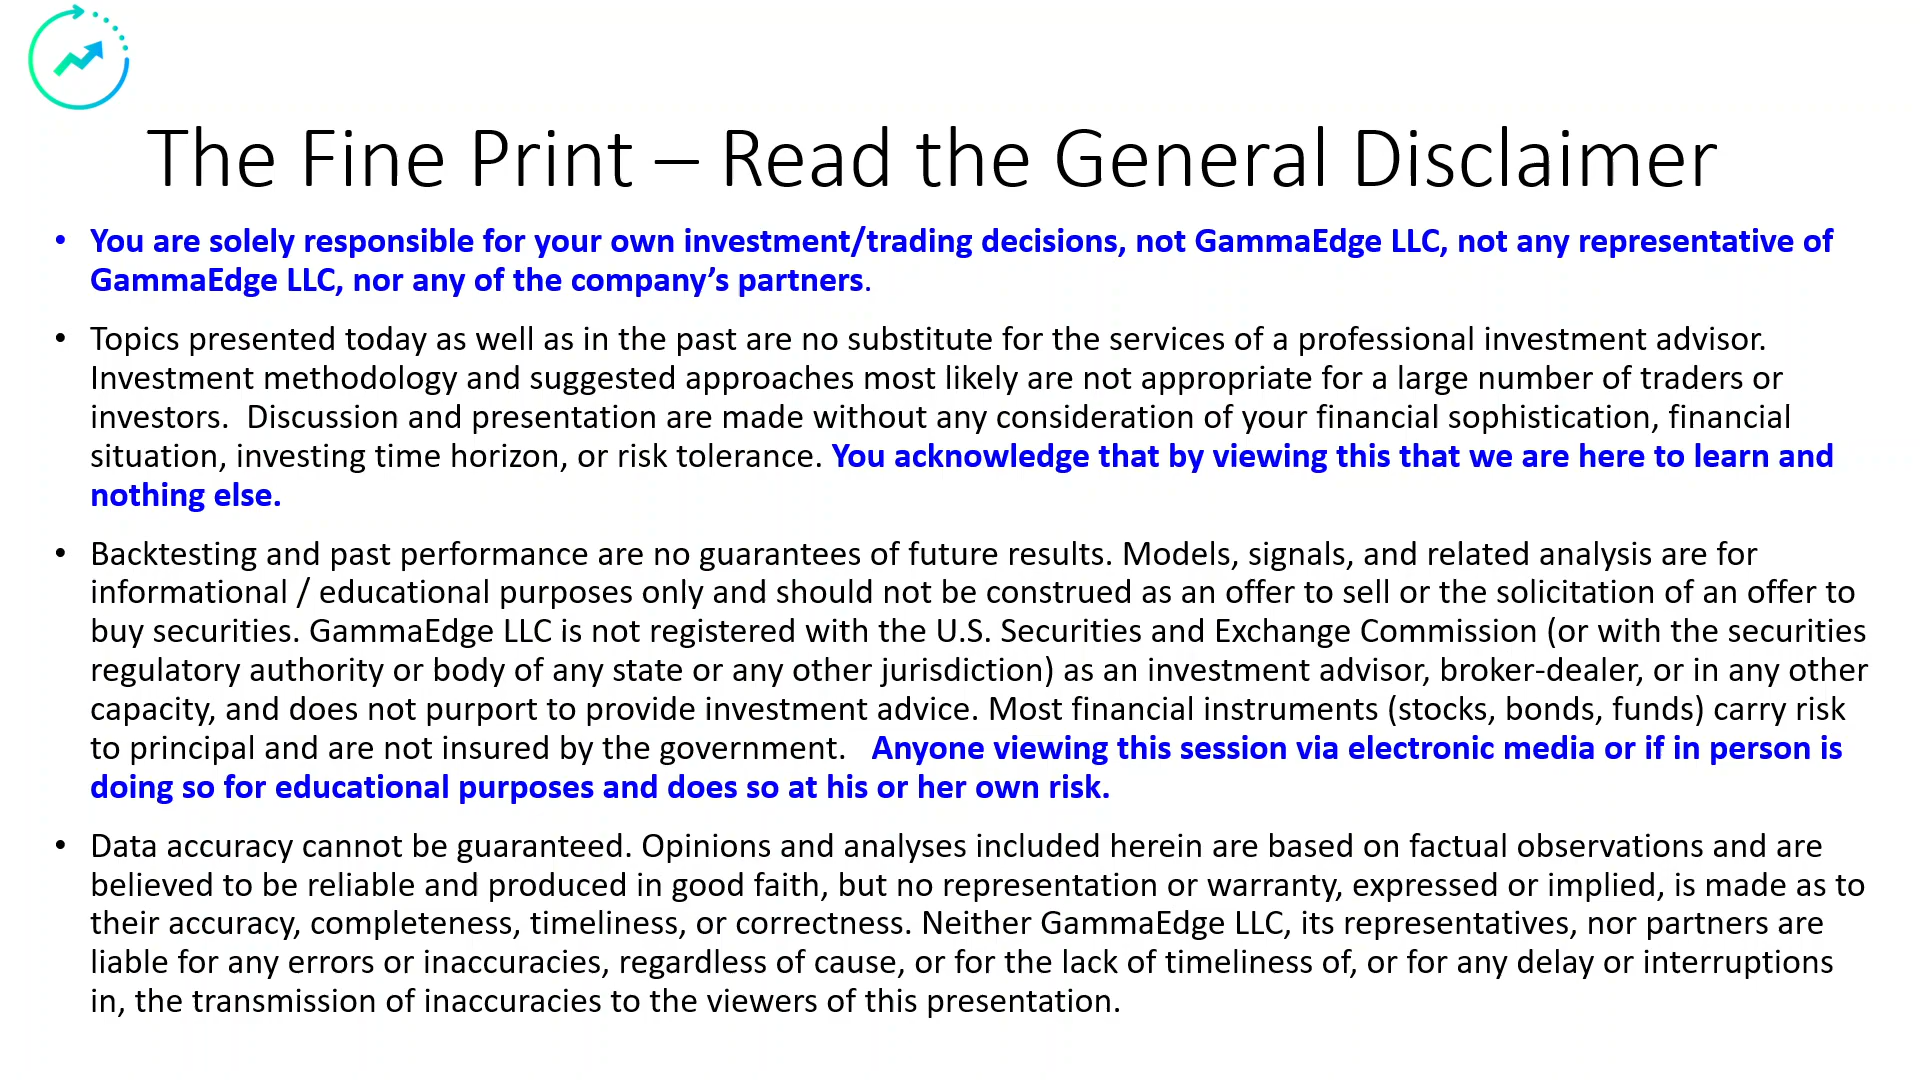 The Fine Print – Read the General Disclaimer
• You are solely responsible for your own investment/trading decisions, not GammaEdge LLC, not any representative of
GammaEdge LLC, nor any of the company’s partners.
• Topics presented today as well as in the past are no substitute for the services of a professional investment advisor.
Investment methodology and suggested approaches most likely are not appropriate for a large number of traders or
investors.  Discussion and presentation are made without any consideration of your financial sophistication, financial
situation, investing time horizon, or risk tolerance. You acknowledge that by viewing this that we are here to learn and
nothing else.
• Backtesting and past performance are no guarantees of future results. Models, signals, and related analysis are for
informational / educational purposes only and should not be construed as an offer to sell or the solicitation of an offer to
buy securities. GammaEdge LLC is not registered with the U.S. Securities and Exchange Commission (or with the securities
regulatory authority or body of any state or any other jurisdiction) as an investment advisor, broker-dealer, or in any other
capacity, and does not purport to provide investment advice. Most financial instruments (stocks, bonds, funds) carry risk
to principal and are not insured by the government.   Anyone viewing this session via electronic media or if in person is
doing so for educational purposes and does so at his or her own risk.
• Data accuracy cannot be guaranteed. Opinions and analyses included herein are based on factual observations and are
believed to be reliable and produced in good faith, but no representation or warranty, expressed or implied, is made as to
their accuracy, completeness, timeliness, or correctness. Neither GammaEdge LLC, its representatives, nor partners are
liable for any errors or inaccuracies, regardless of cause, or for the lack of timeliness of, or for any delay or interruptions
in, the transmission of inaccuracies to the viewers of this presentation.